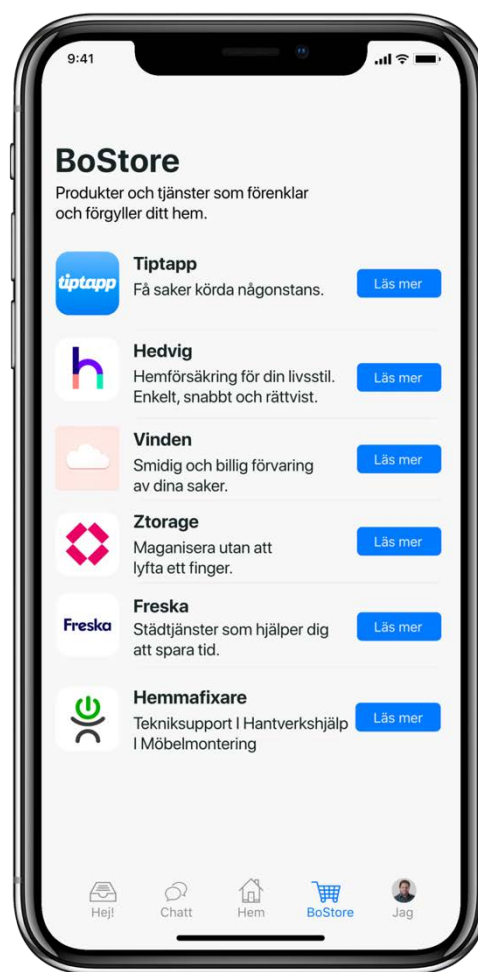 9:41
BoStore
Produkter och tjänster som förenklar
och förgyller ditt hem.
tiptapp
Tiptapp
Få saker körda någonstans.
Läs mer
h
Hedvig
Hemförsäkring för din livsstil.
Enkelt, snabbt och rättvist.
Läs mer
Vinden
Smidig och billig förvaring
av dina saker.
Läs mer
Ztorage
Maganisera utan att
lyfta ett finger.
Läs mer
Freska
Freska
Städtjänster som hjälper dig
att spara tid.
Läs mer
Hemmafixare
Tekniksupport I Hantverkshjälp
I Möbelmontering
Läs mer
Hej!
Chatt
Hem
BoStore
Jag